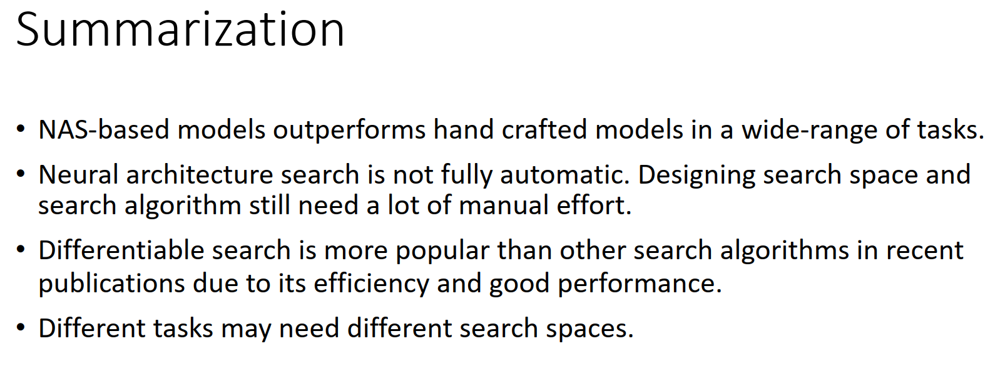 Summarization
• NAS-based models outperforms hand crafted models in a wide-range of tasks.
• Neural architecture search is not fully automatic. Designing search space and
search algorithm still need a lot of manual effort.
• Differentiable search is more popular than other search algorithms in recent
publications due to its efficiency and good performance.
• Different tasks may need different search spaces.